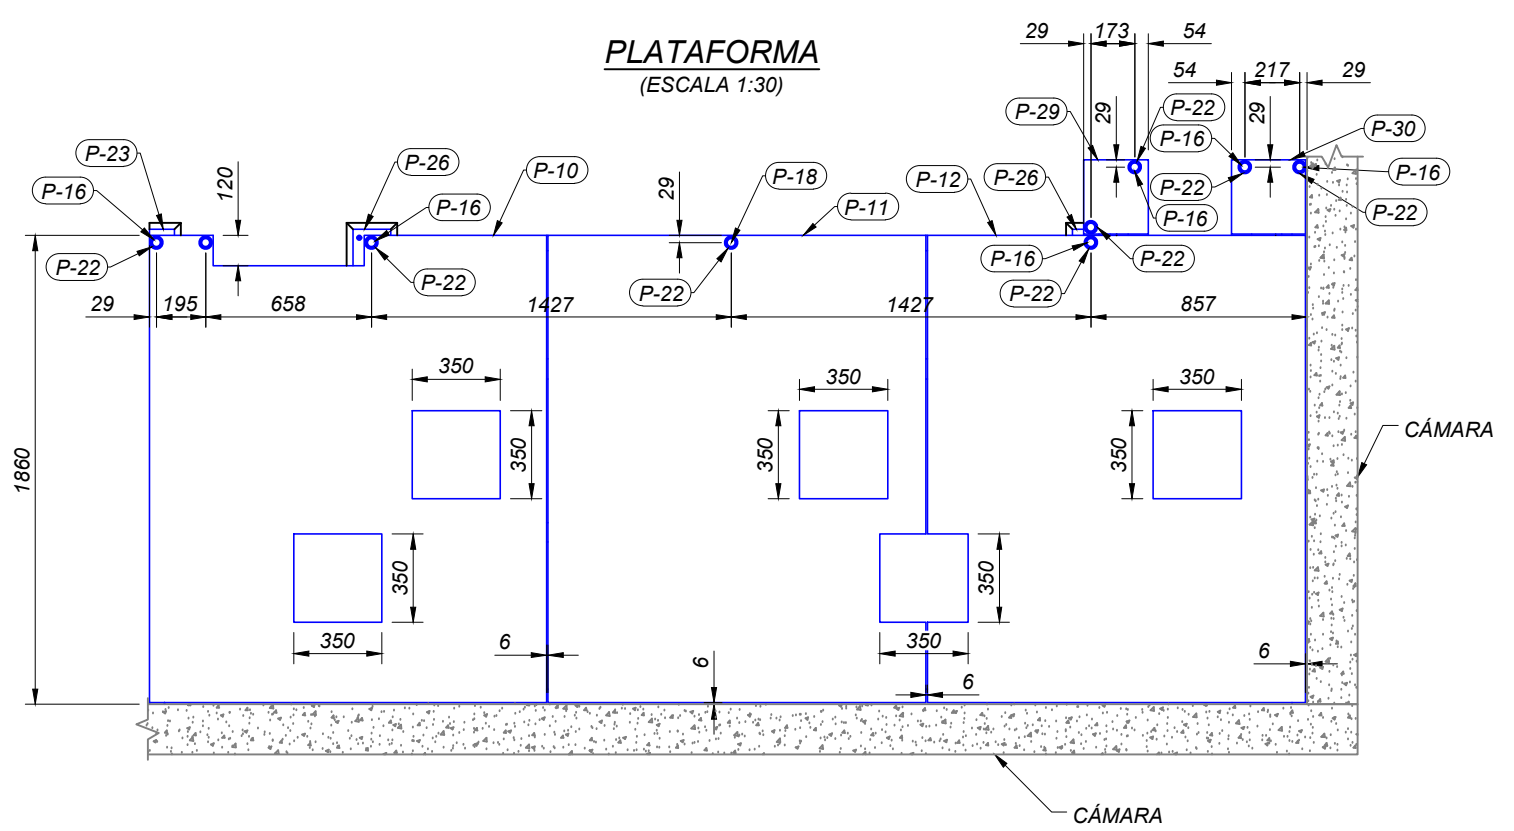 PLATAFORMA
(ESCALA 1:30)
29
173
54
54
217
29
P-29
29
P-22
P-16
29
P-30
P-23
P-26
P-10
P-18
P-12
P-26
P-22
P-16
P-16
P-16
120
P-16
29
P-11
P-22
P-22
P-22
P-22
P-16
P-22
P-22
29
195
658
1427
1427
857
350
350
350
1860
350
350
350
CÁMARA
350
350
350
350
6
6
6
6
CÁMARA